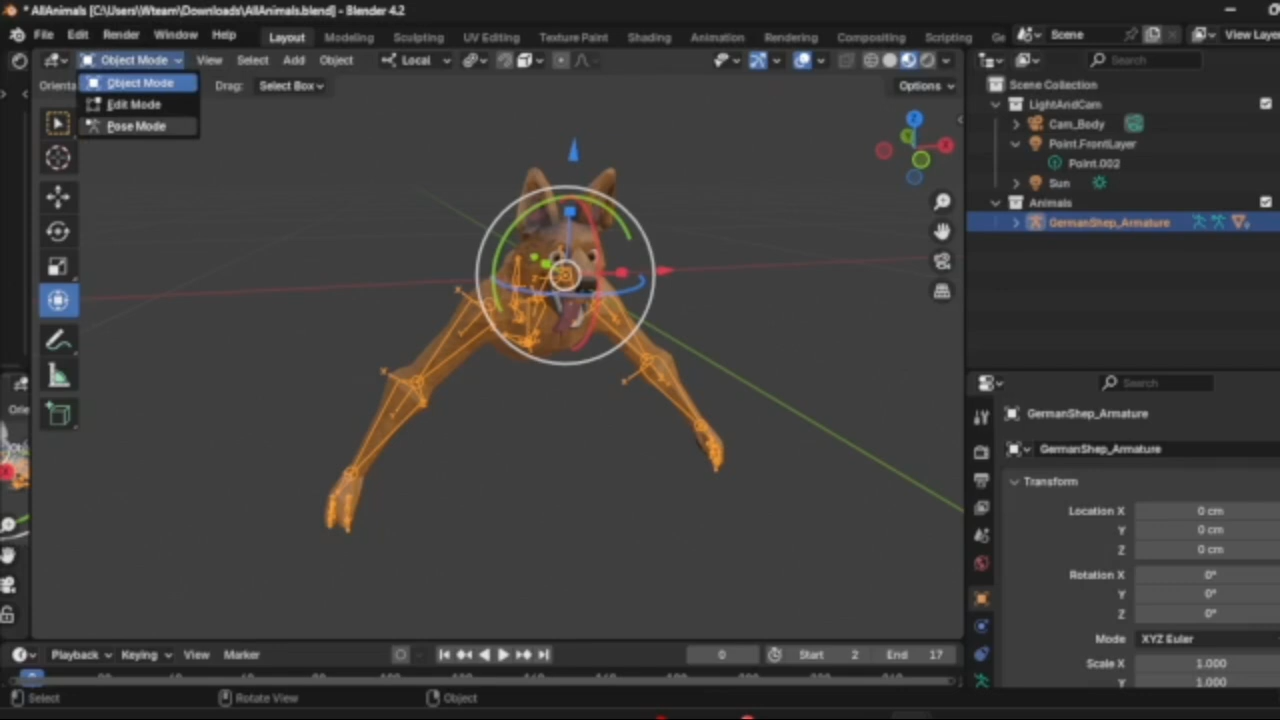 * AllAnimals [C:\Users\Wteam\Downloads\AllAnimals.blend] - Blender 4.2
File Edit Render Window Help Layout Modeling Sculpting UV Editing Texture Paint Shading Animation Rendering Compositing Scripting Ge Scene View Layer
Object Mode View Select Add Object Local Search
Drag: Select Box Options
Object Mode
Edit Mode
Pose Mode
Scene Collection
LightAndCam
Cam_Body
Point.FrontLayer
Point.002
Sun
Animals
GermanShep_Armature
Z
Y
X
Search
GermanShep_Armature
GermanShep_Armature
Transform
Location X 0 cm
Y 0 cm
Z 0 cm
Rotation X 0°
Y 0°
Z 0°
Mode XYZ Euler
Scale X 1.000
Y 1.000
Playback Keying View Marker 0 Start 2 End 17
Select Rotate View Object